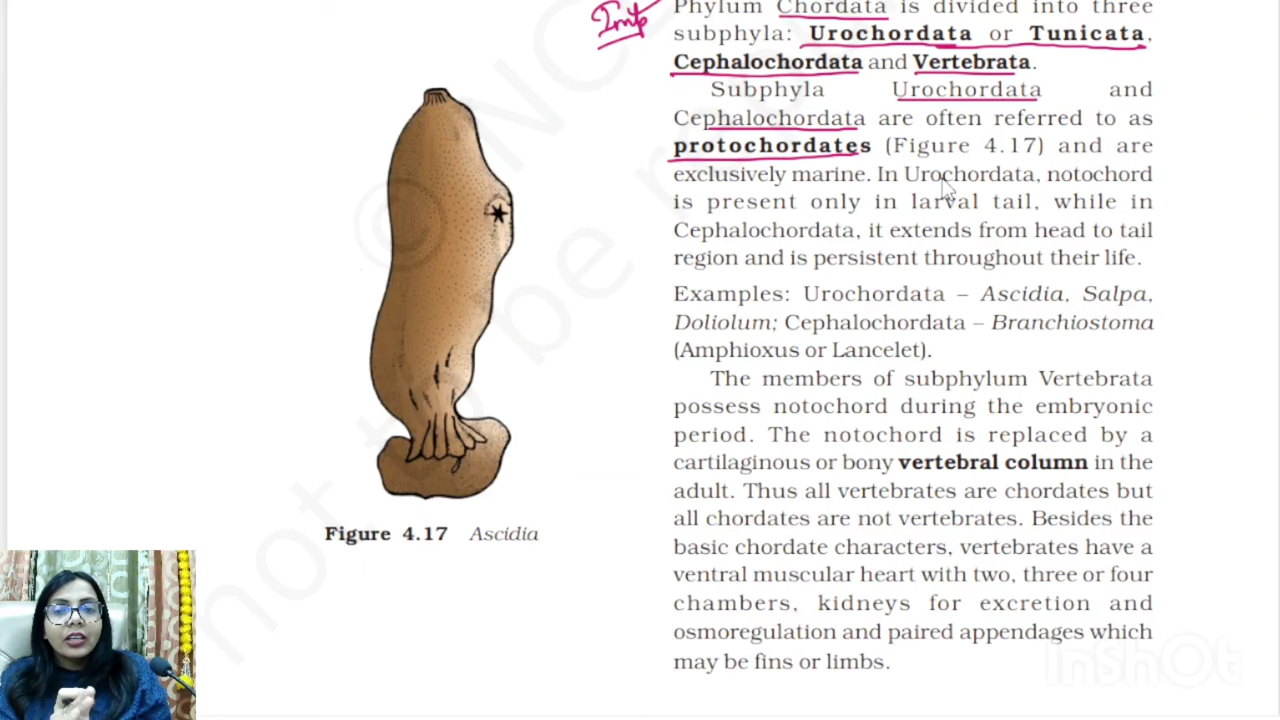 Imp
Phylum Chordata is divided into three
subphyla: Urochordata or Tunicata,
Cephalochordata and Vertebrata.
Subphyla Urochordata and
Cephalochordata are often referred to as
protochordates (Figure 4.17) and are
exclusively marine. In Urochordata, notochord
is present only in larval tail, while in
Cephalochordata, it extends from head to tail
region and is persistent throughout their life.
Examples: Urochordata – Ascidia, Salpa,
Doliolum; Cephalochordata – Branchiostoma
(Amphioxus or Lancelet).
The members of subphylum Vertebrata
possess notochord during the embryonic
period. The notochord is replaced by a
cartilaginous or bony vertebral column in the
adult. Thus all vertebrates are chordates but
all chordates are not vertebrates. Besides the
basic chordate characters, vertebrates have a
ventral muscular heart with two, three or four
chambers, kidneys for excretion and
osmoregulation and paired appendages which
may be fins or limbs.
Figure 4.17 Ascidia
not to be
InShOt